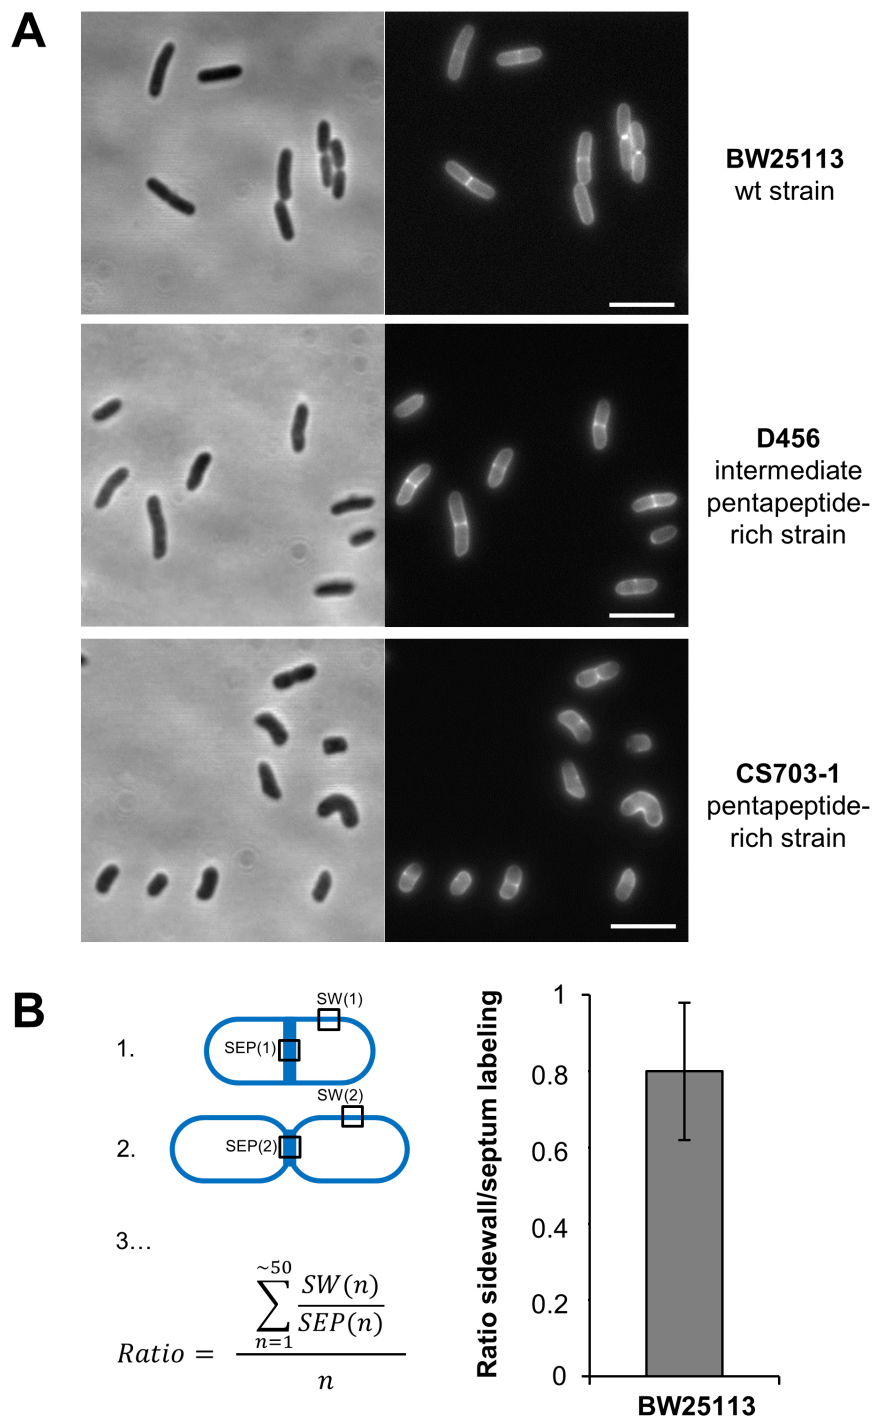 A
BW25113
wt strain
D456
intermediate
pentapeptide-
rich strain
CS703-1
pentapeptide-
rich strain
B
1.
SW(1)
SEP(1)
2.
SW(2)
SEP(2)
3...
Ratio = ∑ n=1 ~50 SW(n) / SEP(n) / n
Ratio sidewall/septum labeling
1
0.8
0.6
0.4
0.2
0
BW25113